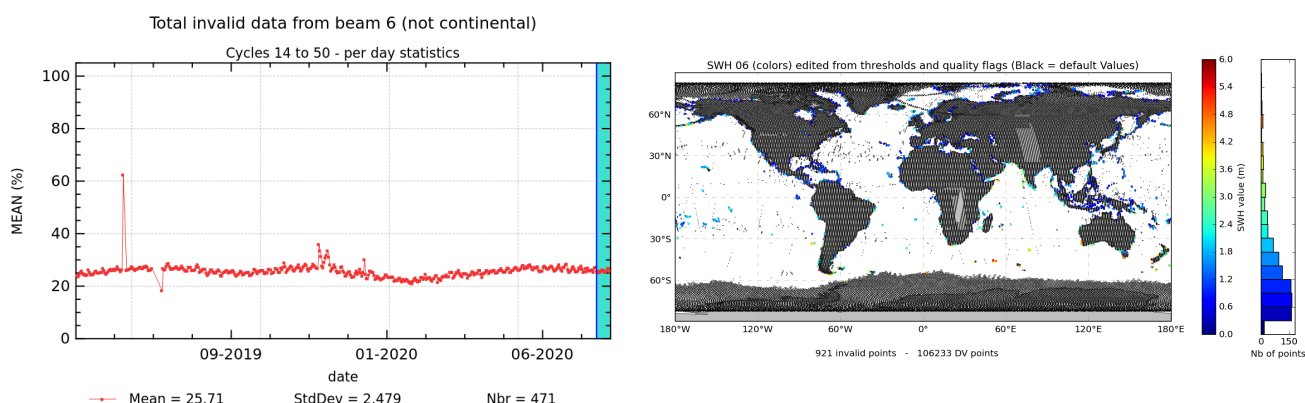 Total invalid data from beam 6 (not continental)
Cycles 14 to 50 - per day statistics
MEAN (%)
100
80
60
40
20
0
09-2019
01-2020
06-2020
date
Mean = 25.71
StdDev = 2.479
Nbr = 471
SWH 06 (colors) edited from thresholds and quality flags (Black = default Values)
60°N
30°N
0°
30°S
60°S
180°W
120°W
60°W
0°
60°E
120°E
180°E
921 invalid points - 106233 DV points
6.0
5.4
4.8
4.2
3.6
3.0
2.4
1.8
1.2
0.6
0.0
SWH value (m)
0
150
Nb of points